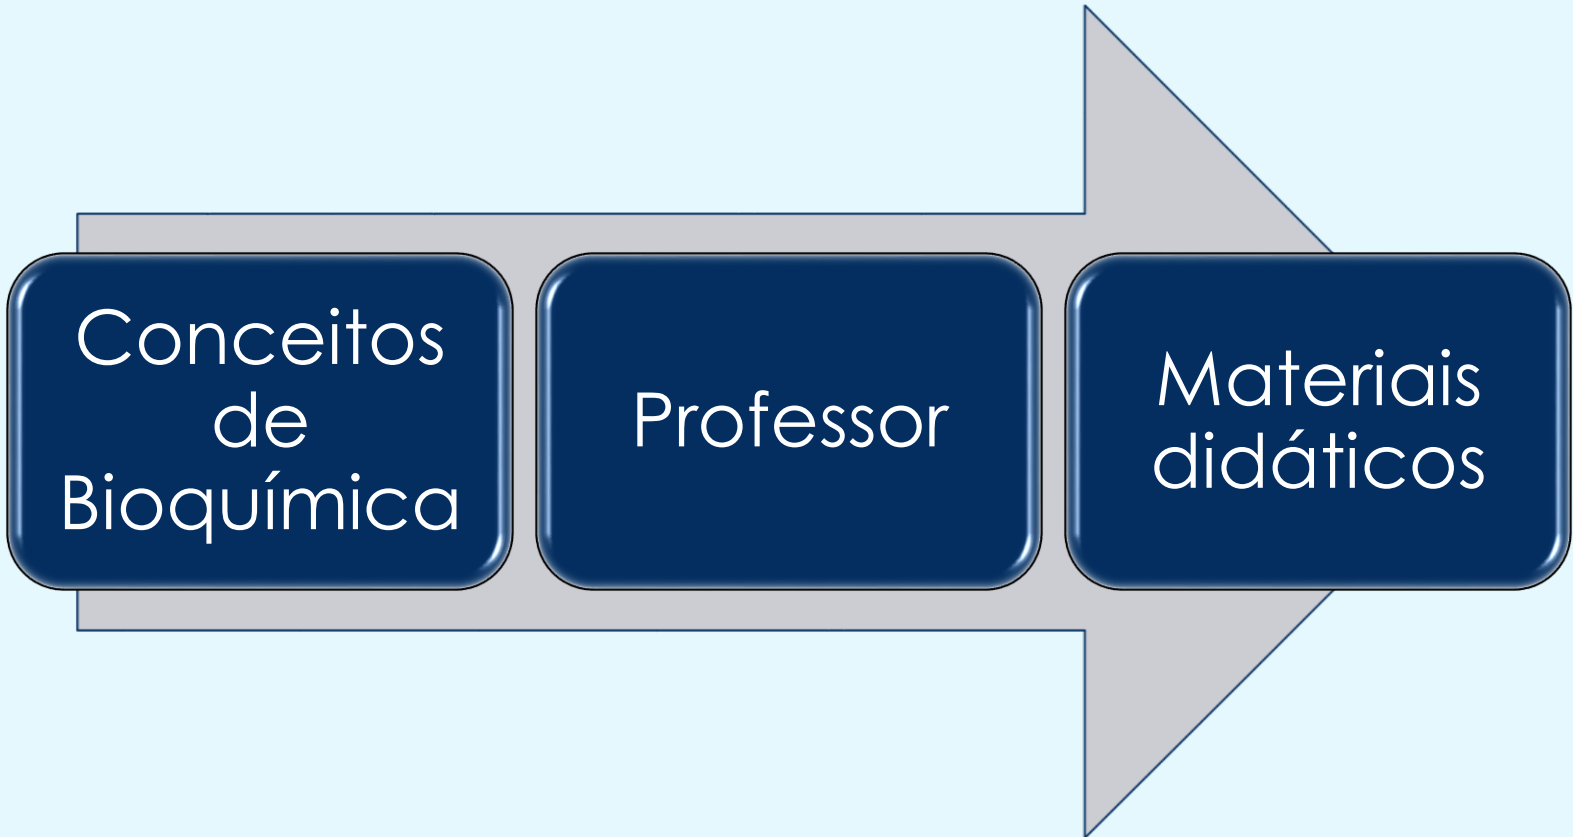 Conceitos
de
Bioquímica
Professor
Materiais
didáticos